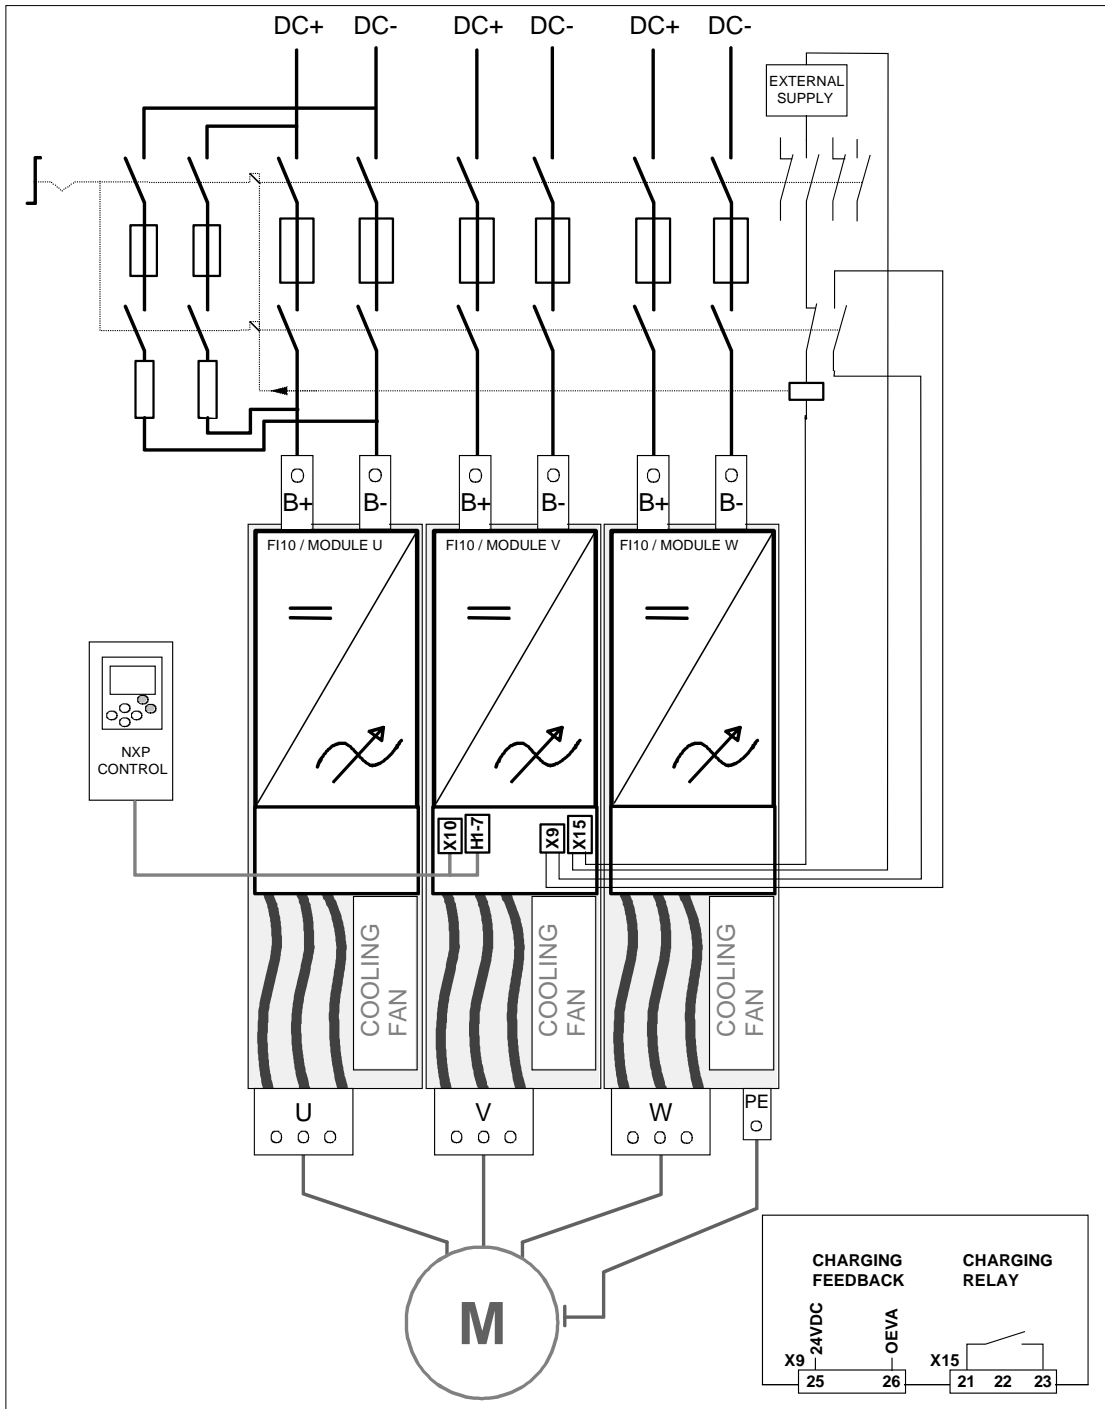 DC+ DC- DC+ DC- DC+ DC-
EXTERNAL
SUPPLY
B+ B- B+ B- B+ B-
FI10 / MODULE U FI10 / MODULE V FI10 / MODULE W
NXP
CONTROL
X10 H1-7 X9 X15
COOLING
FAN
COOLING
FAN
COOLING
FAN
U V W PE
M
CHARGING
FEEDBACK
CHARGING
RELAY
24VDC OEVA
X9 X15
25 26 21 22 23